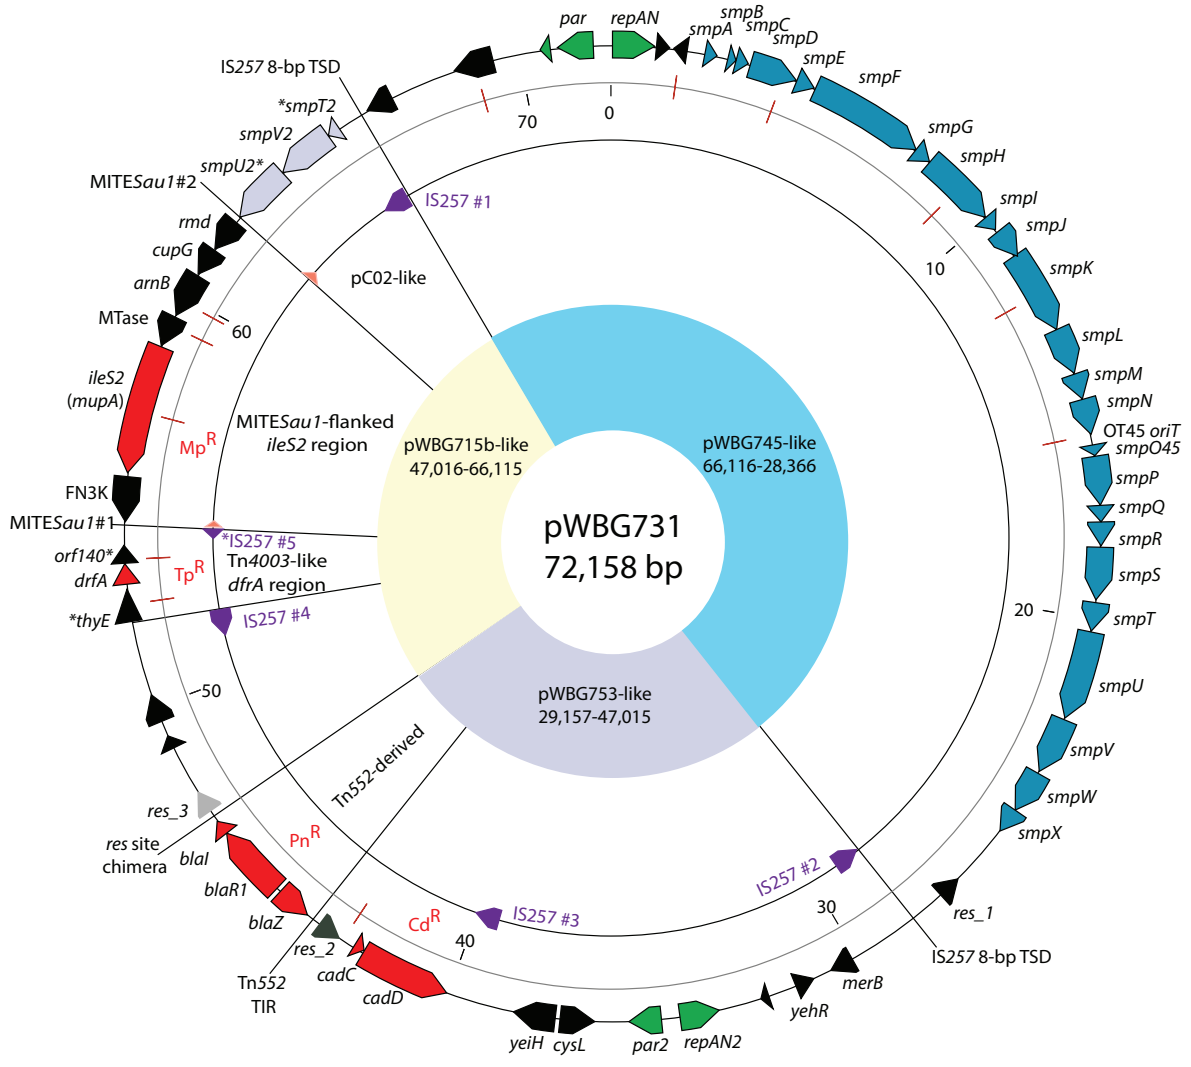 par
repAN
smpA
smpB
smpC
smpD
smpE
smpF
smpG
smpH
smpI
smpJ
smpK
smpL
smpM
smpN
OT45 oriT
smpO45
smpP
smpQ
smpR
smpS
smpT
smpU
smpV
smpW
smpX
res_1
IS257 8-bp TSD
merB
yehR
repAN2
par2
cysL
yeiH
cadD
cadC
res_2
Tn552
TIR
blaZ
blaR1
blaI
res site
chimera
res_3
*thyE
drfA
orf140*
MITESau1#1
FN3K
ileS2
(mupA)
MTase
arnB
cupG
rmd
MITESau1#2
smpU2*
smpV2
*smpT2
IS257 8-bp TSD
0
10
20
30
40
50
60
70
IS257 #1
pC02-like
MITESau1-flanked
ileS2 region
MpR
*IS257 #5
Tn4003-like
dfrA region
TpR
IS257 #4
Tn552-derived
PnR
CdR
IS257 #3
IS257 #2
pWBG715b-like
47,016-66,115
pWBG745-like
66,116-28,366
pWBG731
72,158 bp
pWBG753-like
29,157-47,015